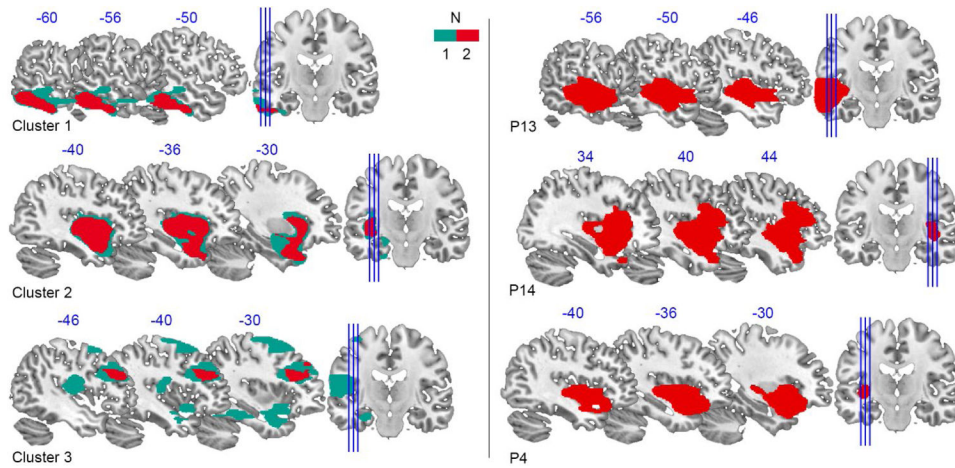 -60 -56 -50
N
1 2
Cluster 1
-40 -36 -30
Cluster 2
-46 -40 -30
Cluster 3
-56 -50 -46
P13
34 40 44
P14
-40 -36 -30
P4